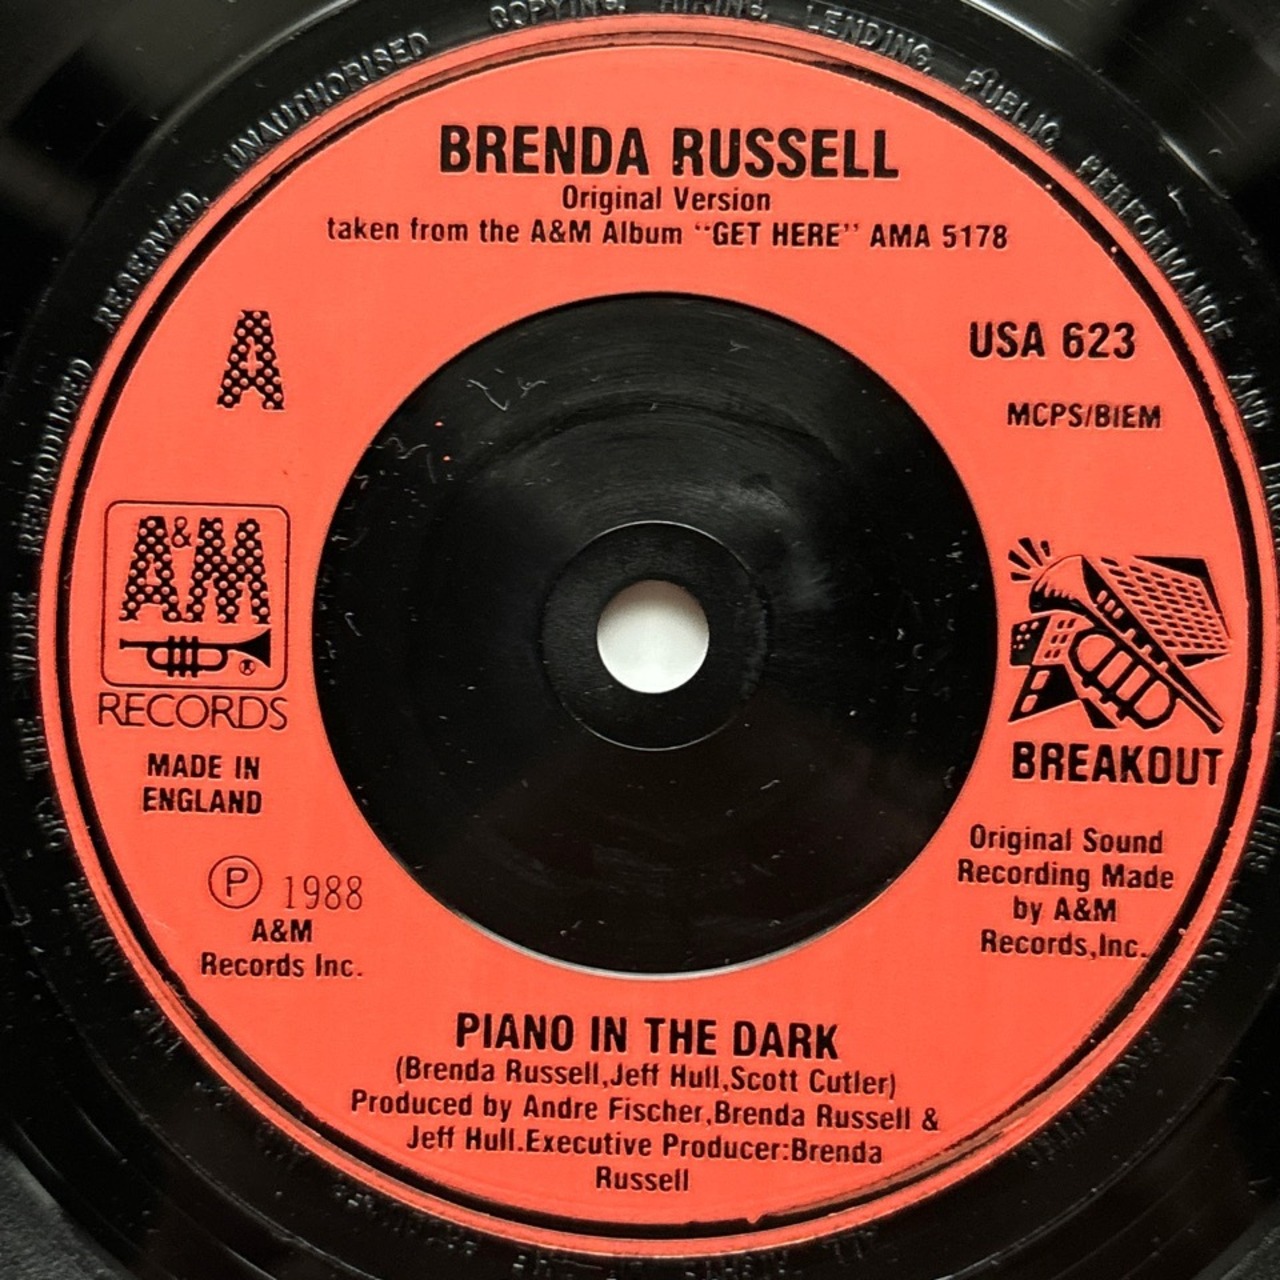 UNAUTHORISED COPYING, HIRING, LENDING, PUBLIC PERFORMANCE AND
REPRODUCED RESERVED.
BRENDA RUSSELL
Original Version
taken from the A&M Album "GET HERE" AMA 5178
A
USA 623
MCPS/BIEM
A&M
®
RECORDS
MADE IN
ENGLAND
BREAKOUT
Original Sound
Recording Made
by A&M
Records,Inc.
℗ 1988
A&M
Records Inc.
PIANO IN THE DARK
(Brenda Russell,Jeff Hull,Scott Cutler)
Produced by Andre Fischer,Brenda Russell &
Jeff Hull.Executive Producer:Brenda
Russell